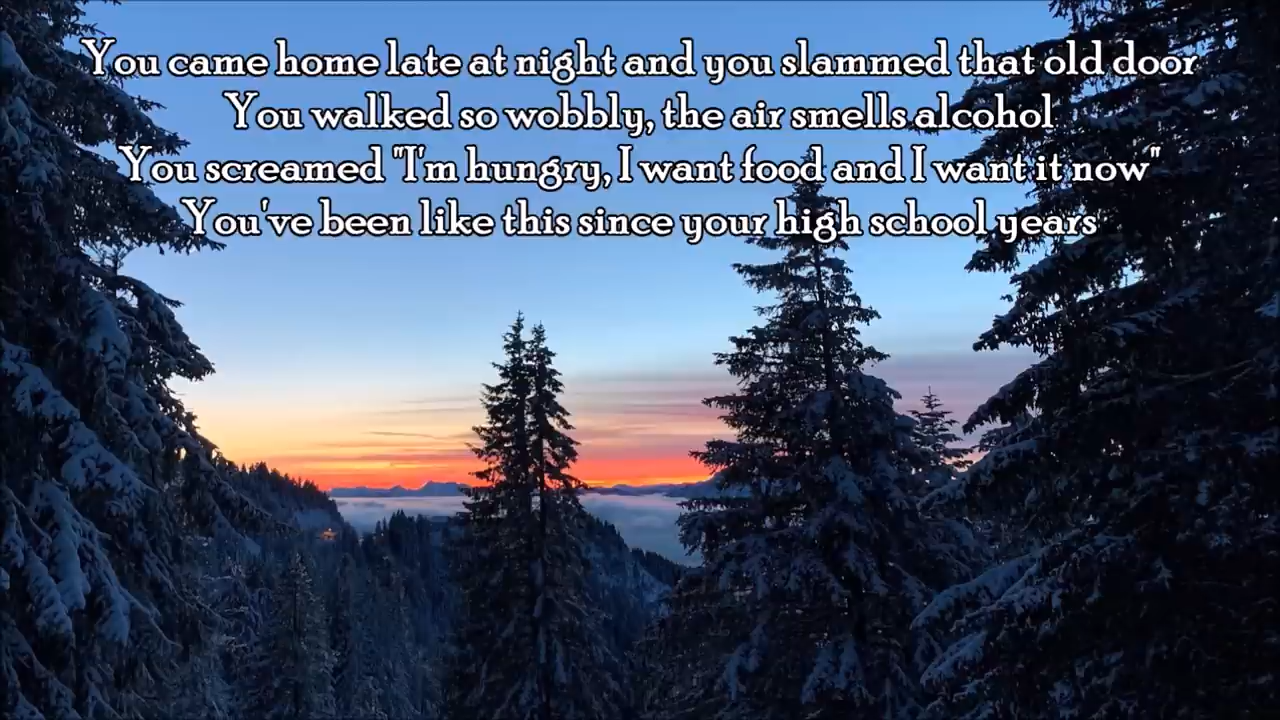 You came home late at night and you slammed that old door
You walked so wobbly, the air smells alcohol
You screamed "I'm hungry, I want food and I want it now"
You've been like this since your high school years